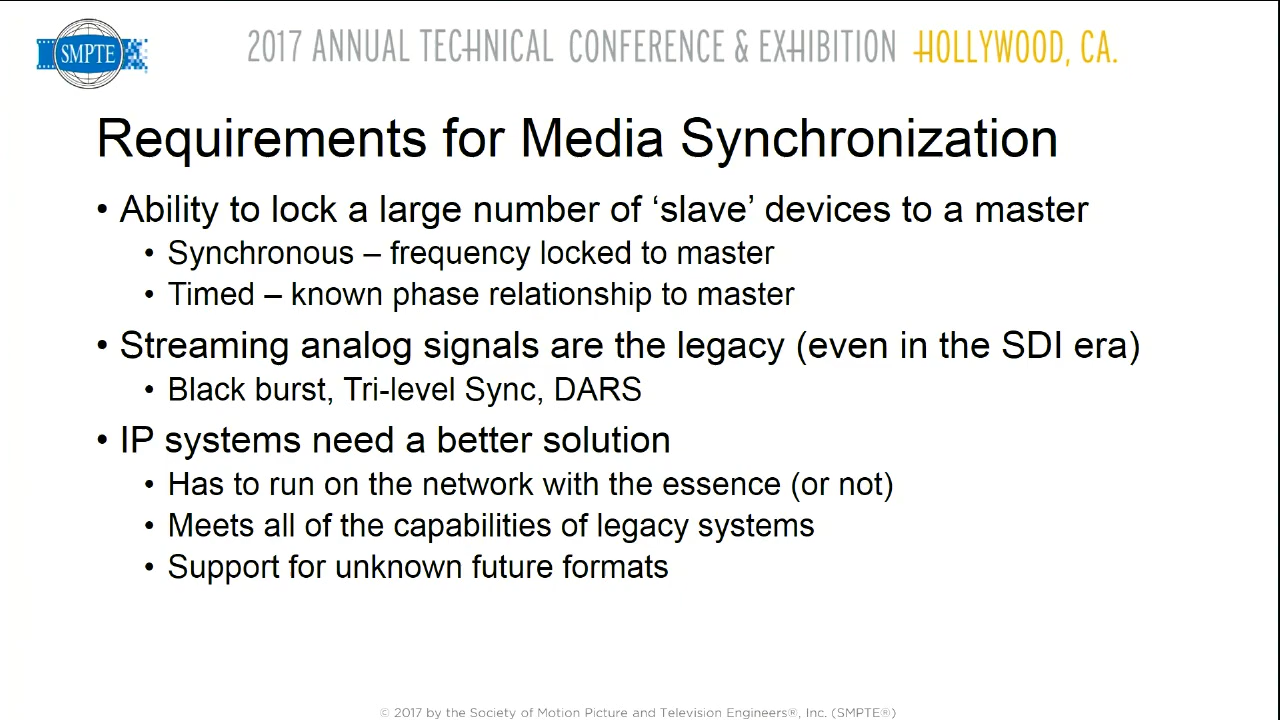 SMPTE
2017 ANNUAL TECHNICAL CONFERENCE & EXHIBITION HOLLYWOOD, CA.
Requirements for Media Synchronization
• Ability to lock a large number of ‘slave’ devices to a master
• Synchronous – frequency locked to master
• Timed – known phase relationship to master
• Streaming analog signals are the legacy (even in the SDI era)
• Black burst, Tri-level Sync, DARS
• IP systems need a better solution
• Has to run on the network with the essence (or not)
• Meets all of the capabilities of legacy systems
• Support for unknown future formats
© 2017 by the Society of Motion Picture and Television Engineers®, Inc. (SMPTE®)